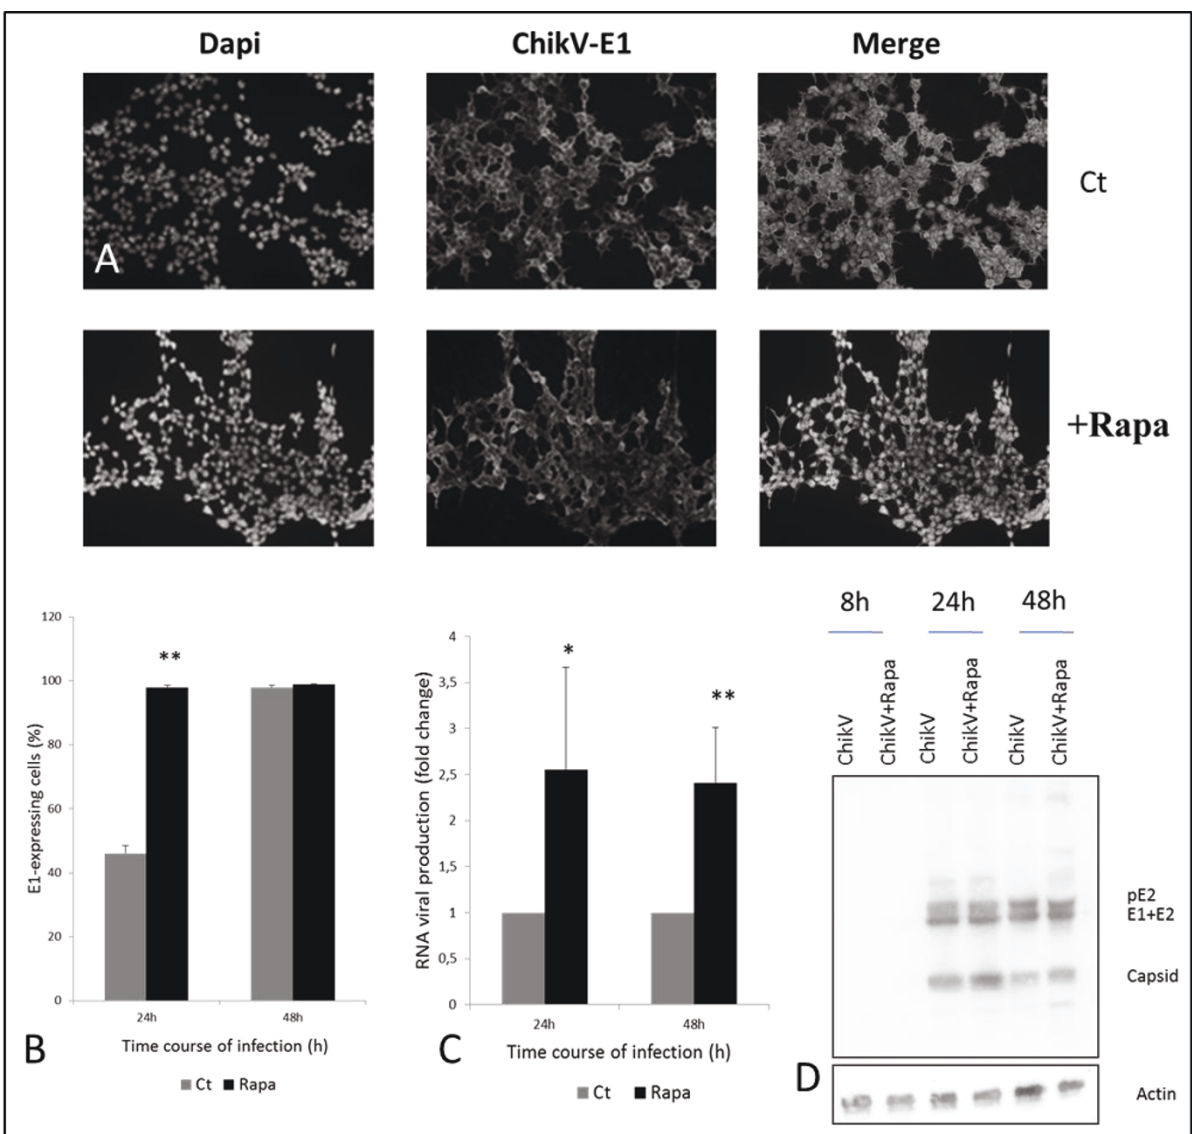 Dapi ChikV-E1 Merge
A
Ct
+Rapa
120
100
80
60
40
20
0
E1-expressing cells (%)
**
24h 48h
Time course of infection (h)
B
Ct Rapa
4
3,5
3
2,5
2
1,5
1
0,5
0
RNA viral production (fold change)
*
**
24h 48h
Time course of infection (h)
C
Ct Rapa
8h 24h 48h
ChikV
ChikV+Rapa
ChikV
ChikV+Rapa
ChikV
ChikV+Rapa
pE2
E1+E2
Capsid
D
Actin